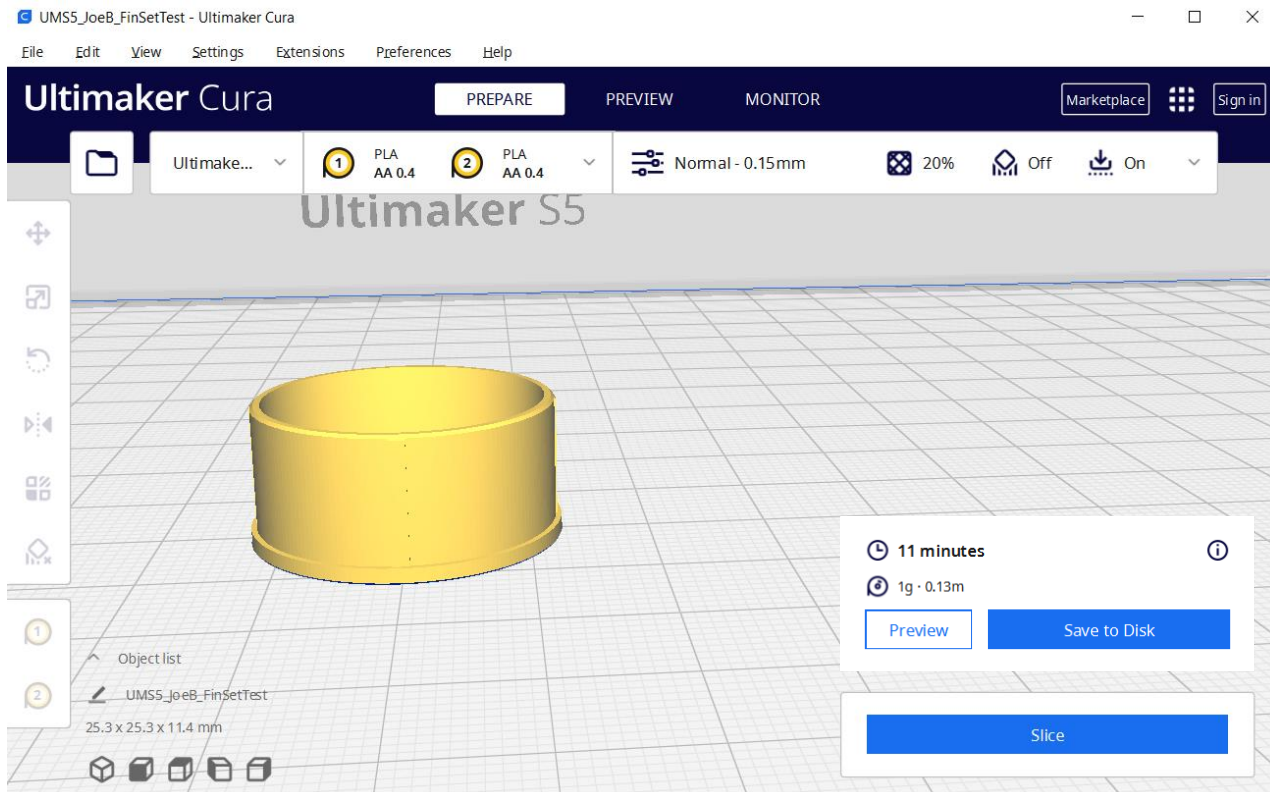 UMS5_JoeB_FinSetTest - Ultimaker Cura
File Edit View Settings Extensions Preferences Help
Ultimaker Cura PREPARE PREVIEW MONITOR Marketplace Sign in
Ultimake... 1 PLA AA 0.4 2 PLA AA 0.4 Normal - 0.15mm 20% Off On
Ultimaker S5
11 minutes
1g · 0.13m
Preview Save to Disk
1
Object list
2 UMS5_JoeB_FinSetTest
25.3 x 25.3 x 11.4 mm
Slice